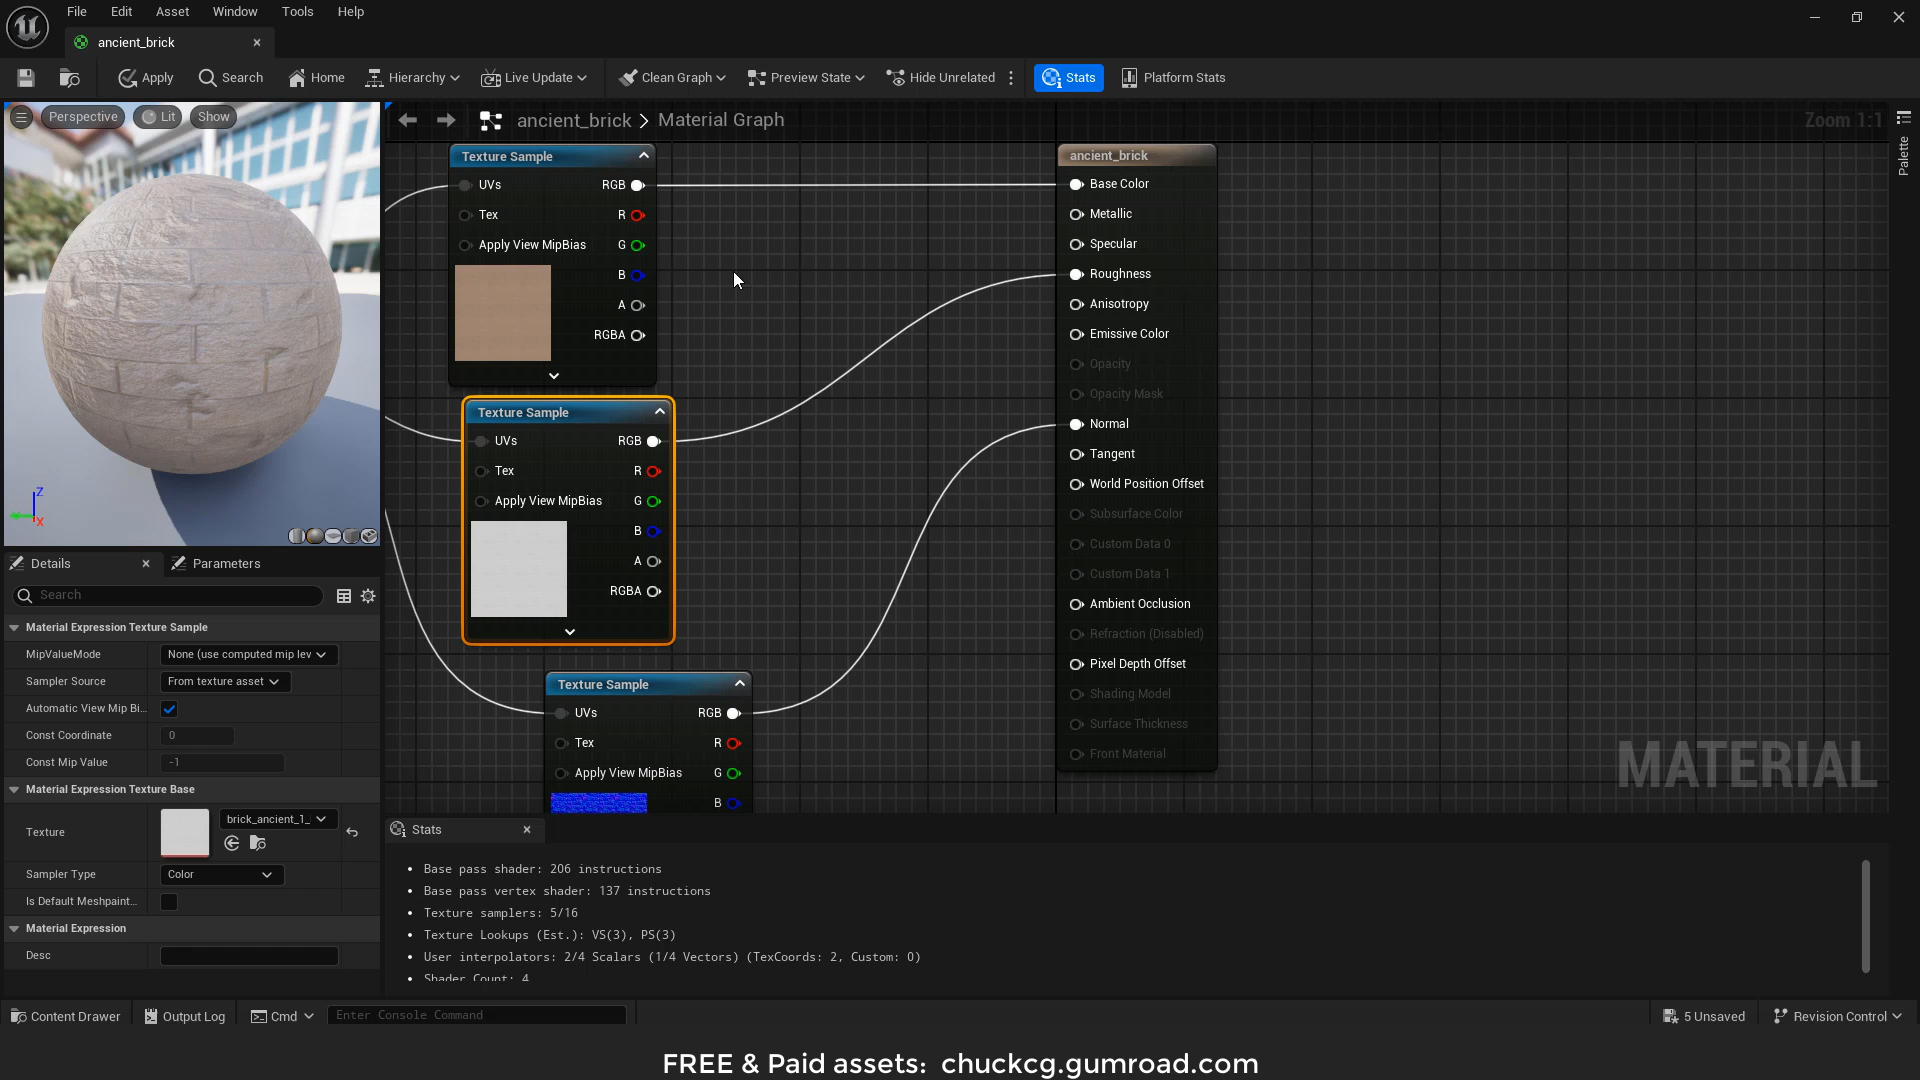 File Edit Asset Window Tools Help
ancient_brick
Apply Search Home Hierarchy Live Update Clean Graph Preview State Hide Unrelated Stats Platform Stats
Perspective Lit Show
ancient_brick > Material Graph
Zoom 1:1
Palette
Texture Sample
UVs RGB
Tex R
Apply View MipBias G
B
A
RGBA
Texture Sample
UVs RGB
Tex R
Apply View MipBias G
B
A
RGBA
Texture Sample
UVs RGB
Tex R
Apply View MipBias G
B
ancient_brick
Base Color
Metallic
Specular
Roughness
Anisotropy
Emissive Color
Opacity
Opacity Mask
Normal
Tangent
World Position Offset
Subsurface Color
Custom Data 0
Custom Data 1
Ambient Occlusion
Refraction (Disabled)
Pixel Depth Offset
Shading Model
Surface Thickness
Front Material
MATERIAL
Z
X
Details Parameters
Search
Material Expression Texture Sample
MipValueMode None (use computed mip lev
Sampler Source From texture asset
Automatic View Mip Bi...
Const Coordinate 0
Const Mip Value -1
Material Expression Texture Base
Texture brick_ancient_1_
Sampler Type Color
Is Default Meshpaint...
Material Expression
Desc
Stats
• Base pass shader: 206 instructions
• Base pass vertex shader: 137 instructions
• Texture samplers: 5/16
• Texture Lookups (Est.): VS(3), PS(3)
• User interpolators: 2/4 Scalars (1/4 Vectors) (TexCoords: 2, Custom: 0)
• Shader Count: 4
Content Drawer Output Log Cmd Enter Console Command 5 Unsaved Revision Control
FREE & Paid assets: chuckcg.gumroad.com